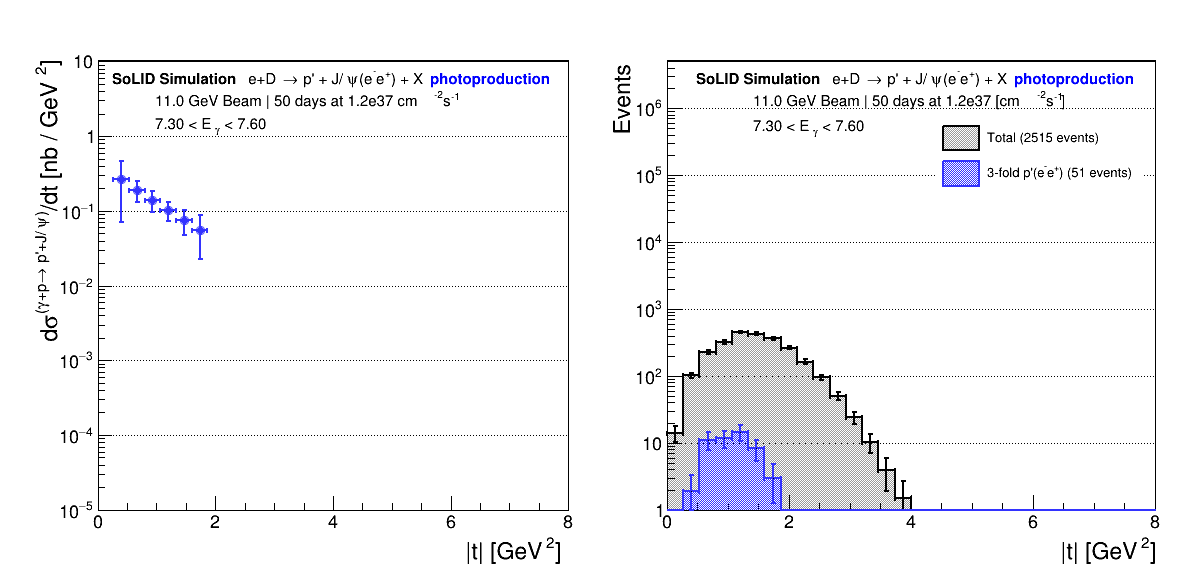 SoLID Simulation e+D → p' + J/ψ(e⁻e⁺) + X photoproduction
11.0 GeV Beam | 50 days at 1.2e37 cm⁻²s⁻¹
7.30 < Eγ < 7.60
dσ(γ+p→ p'+J/ψ)/dt [nb / GeV²]
10
1
10⁻¹
10⁻²
10⁻³
10⁻⁴
10⁻⁵
0 2 4 6 8
|t| [GeV²]
SoLID Simulation e+D → p' + J/ψ(e⁻e⁺) + X photoproduction
11.0 GeV Beam | 50 days at 1.2e37 [cm⁻²s⁻¹]
7.30 < Eγ < 7.60
Total (2515 events)
3-fold p'(e⁻e⁺) (51 events)
Events
10⁶
10⁵
10⁴
10³
10²
10
1
0 2 4 6 8
|t| [GeV²]